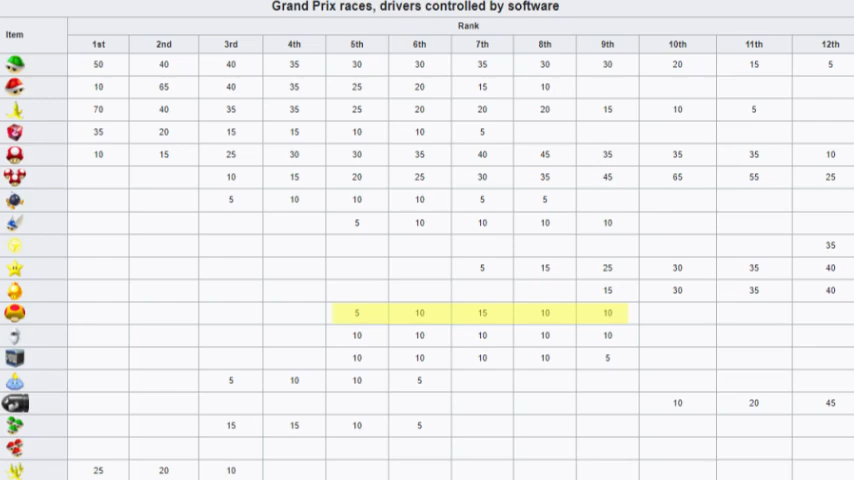 Grand Prix races, drivers controlled by software
Item Rank
1st 2nd 3rd 4th 5th 6th 7th 8th 9th 10th 11th 12th
50 40 40 35 30 30 35 30 30 20 15 5
10 65 40 35 25 20 15 10
70 40 35 35 25 20 20 20 15 10 5
35 20 15 15 10 10 5
10 15 25 30 30 35 40 45 35 35 35 10
10 15 20 25 30 35 45 65 55 25
5 10 10 10 5 5
5 10 10 10 10
35
5 15 25 30 35 40
15 30 35 40
5 10 15 10 10
10 10 10 10 10
10 10 10 10 5
5 10 10 5
10 20 45
15 15 10 5
25 20 10